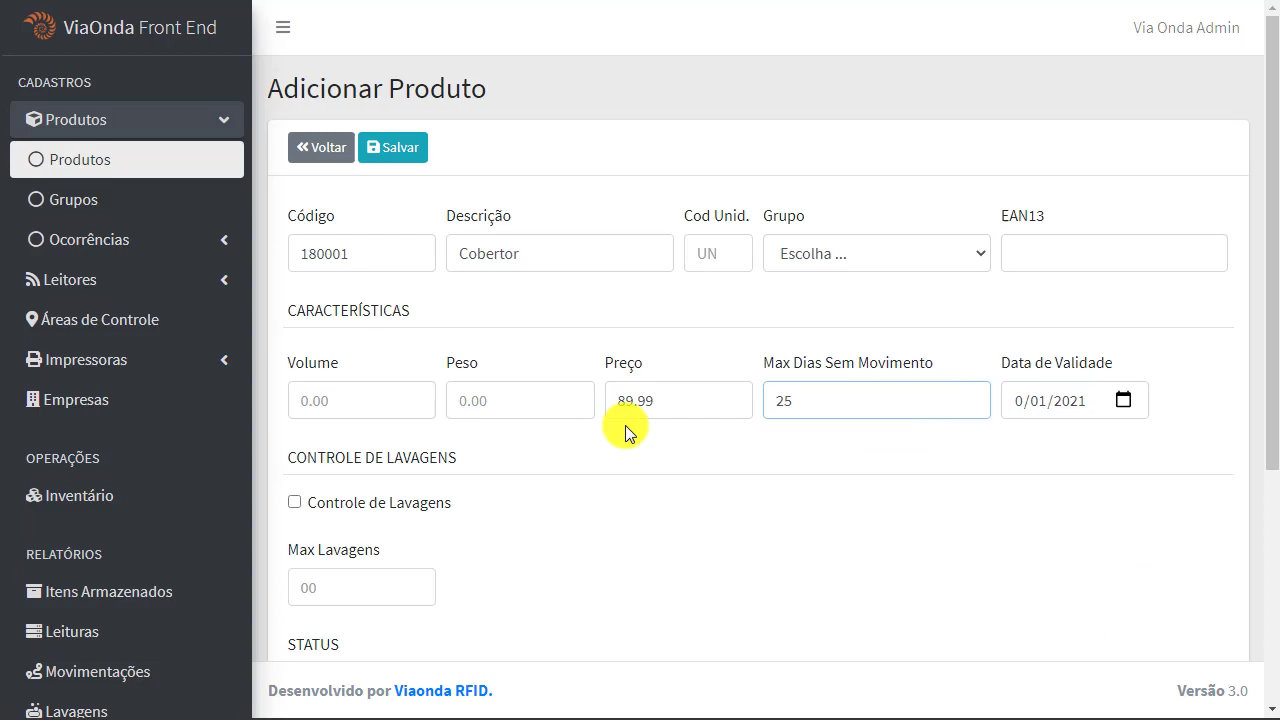 ViaOnda Front End
Via Onda Admin
CADASTROS
Produtos
Produtos
Grupos
Ocorrências
Leitores
Áreas de Controle
Impressoras
Empresas
OPERAÇÕES
Inventário
RELATÓRIOS
Itens Armazenados
Leituras
Movimentações
Lavagens
Adicionar Produto
Voltar Salvar
Código Descrição Cod Unid. Grupo EAN13
180001 Cobertor UN Escolha ...
CARACTERÍSTICAS
Volume Peso Preço Max Dias Sem Movimento Data de Validade
0.00 0.00 89.99 25 0/01/2021
CONTROLE DE LAVAGENS
Controle de Lavagens
Max Lavagens
00
STATUS
Desenvolvido por Viaonda RFID. Versão 3.0